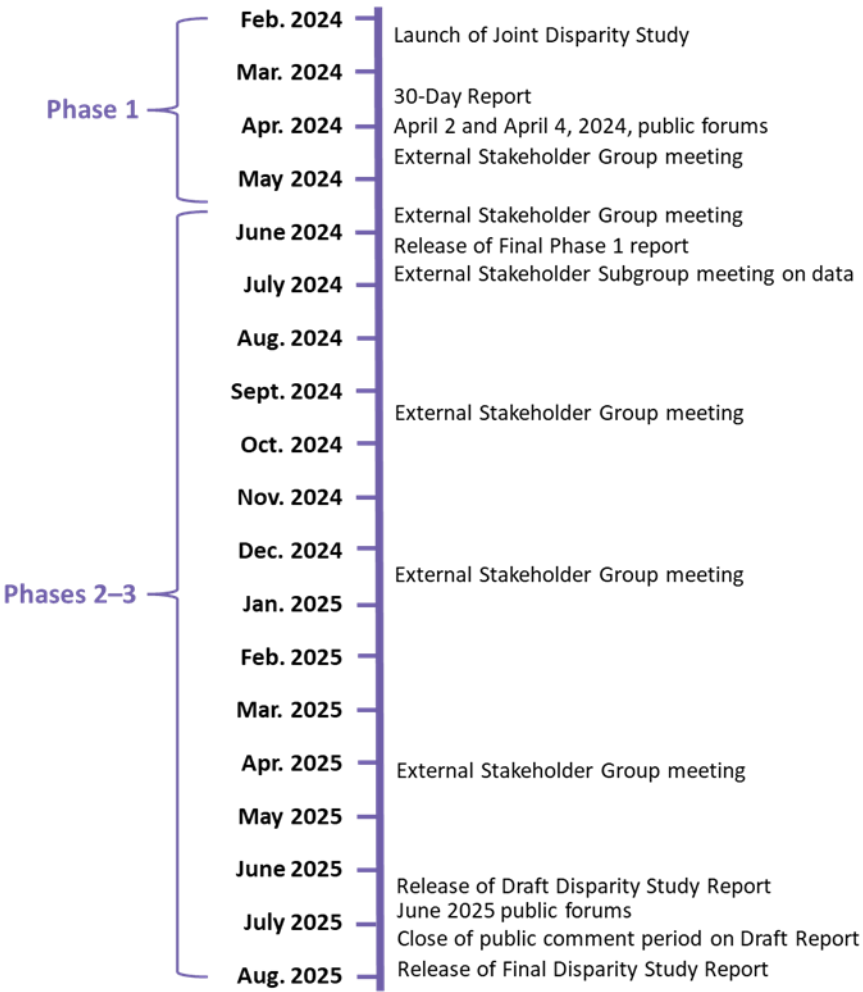 Feb. 2024
Launch of Joint Disparity Study
Mar. 2024
30-Day Report
Phase 1
Apr. 2024
April 2 and April 4, 2024, public forums
External Stakeholder Group meeting
May 2024
External Stakeholder Group meeting
June 2024
Release of Final Phase 1 report
External Stakeholder Subgroup meeting on data
July 2024
Aug. 2024
Sept. 2024
External Stakeholder Group meeting
Oct. 2024
Nov. 2024
Dec. 2024
External Stakeholder Group meeting
Phases 2–3
Jan. 2025
Feb. 2025
Mar. 2025
Apr. 2025
External Stakeholder Group meeting
May 2025
June 2025
Release of Draft Disparity Study Report
June 2025 public forums
July 2025
Close of public comment period on Draft Report
Release of Final Disparity Study Report
Aug. 2025